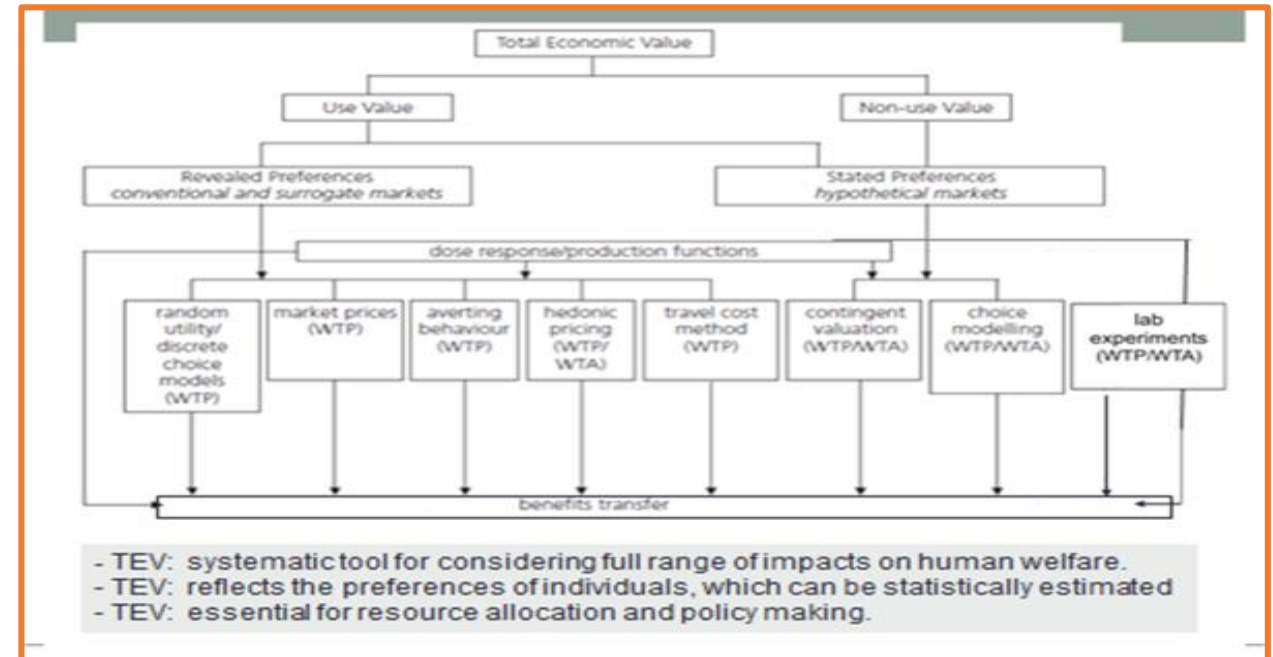 Total Economic Value
Use Value
Non-use Value
Revealed Preferences
conventional and surrogate markets
Stated Preferences
hypothetical markets
dose response/production functions
random
utility/
discrete
choice
models
(WTP)
market prices
(WTP)
averting
behaviour
(WTP)
hedonic
pricing
(WTP/
WTA)
travel cost
method
(WTP)
contingent
valuation
(WTP/WTA)
choice
modelling
(WTP/WTA)
lab
experiments
(WTP/WTA)
benefits transfer
- TEV: systematic tool for considering full range of impacts on human welfare.
- TEV: reflects the preferences of individuals, which can be statistically estimated
- TEV: essential for resource allocation and policy making.